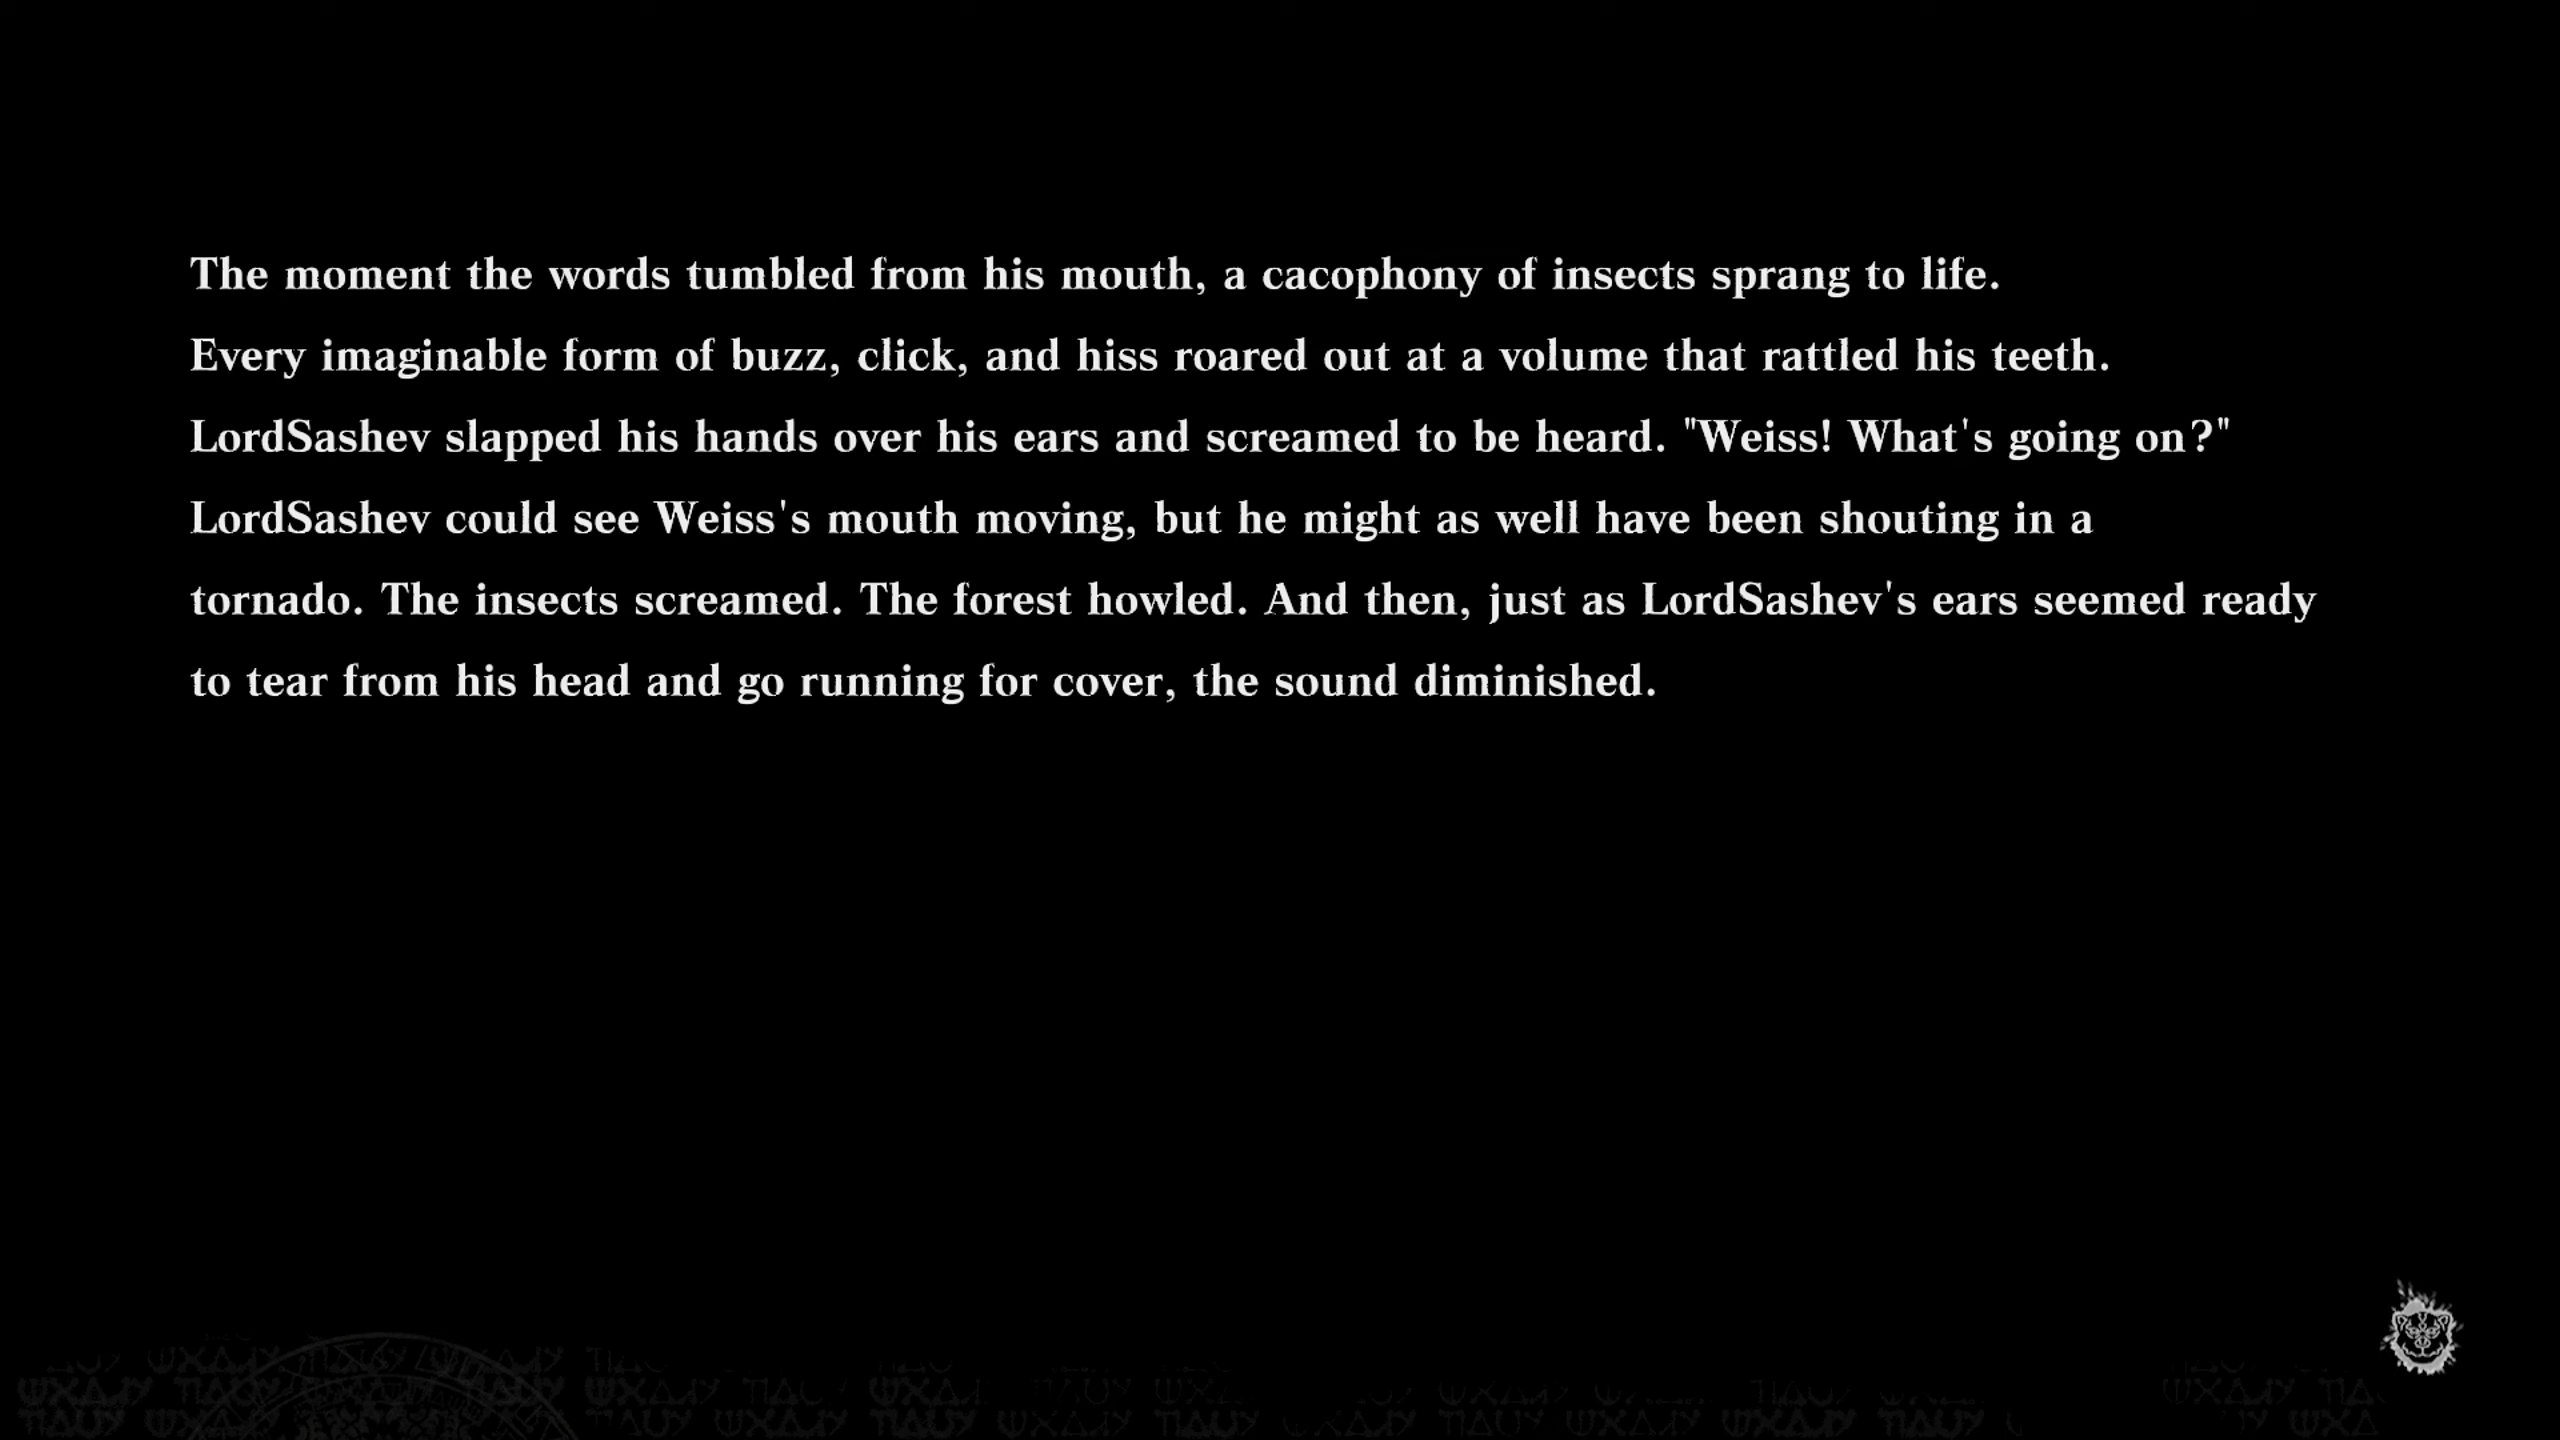 The moment the words tumbled from his mouth, a cacophony of insects sprang to life.
Every imaginable form of buzz, click, and hiss roared out at a volume that rattled his teeth.
LordSashev slapped his hands over his ears and screamed to be heard. "Weiss! What's going on?"
LordSashev could see Weiss's mouth moving, but he might as well have been shouting in a
tornado. The insects screamed. The forest howled. And then, just as LordSashev's ears seemed ready
to tear from his head and go running for cover, the sound diminished.